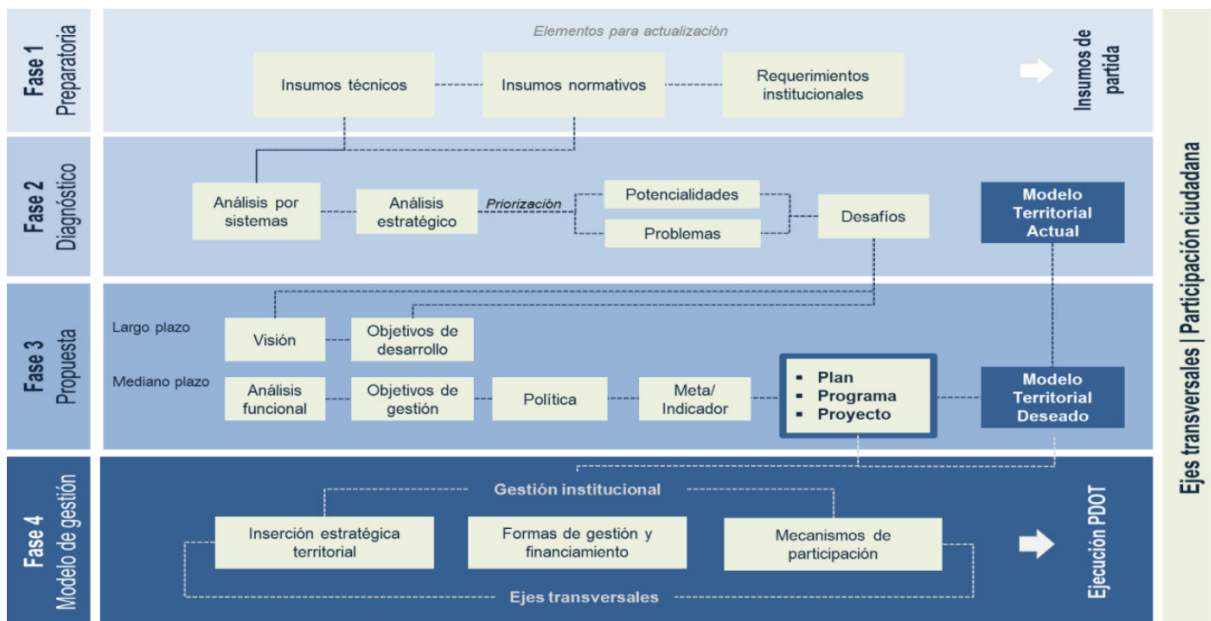 Fase 1
Preparatoria
Elementos para actualización
Insumos técnicos
Insumos normativos
Requerimientos
institucionales
Insumos de
partida
Fase 2
Diagnóstico
Análisis por
sistemas
Análisis
estratégico
Priorización
Potencialidades
Problemas
Desafíos
Modelo
Territorial
Actual
Fase 3
Propuesta
Largo plazo
Visión
Objetivos de
desarrollo
Mediano plazo
Análisis
funcional
Objetivos de
gestión
Política
Meta/
Indicador
▪ Plan
▪ Programa
▪ Proyecto
Modelo
Territorial
Deseado
Fase 4
Modelo de gestión
Gestión institucional
Inserción estratégica
territorial
Formas de gestión y
financiamiento
Mecanismos de
participación
Ejes transversales
Ejecución PDOT
Ejes transversales | Participación ciudadana